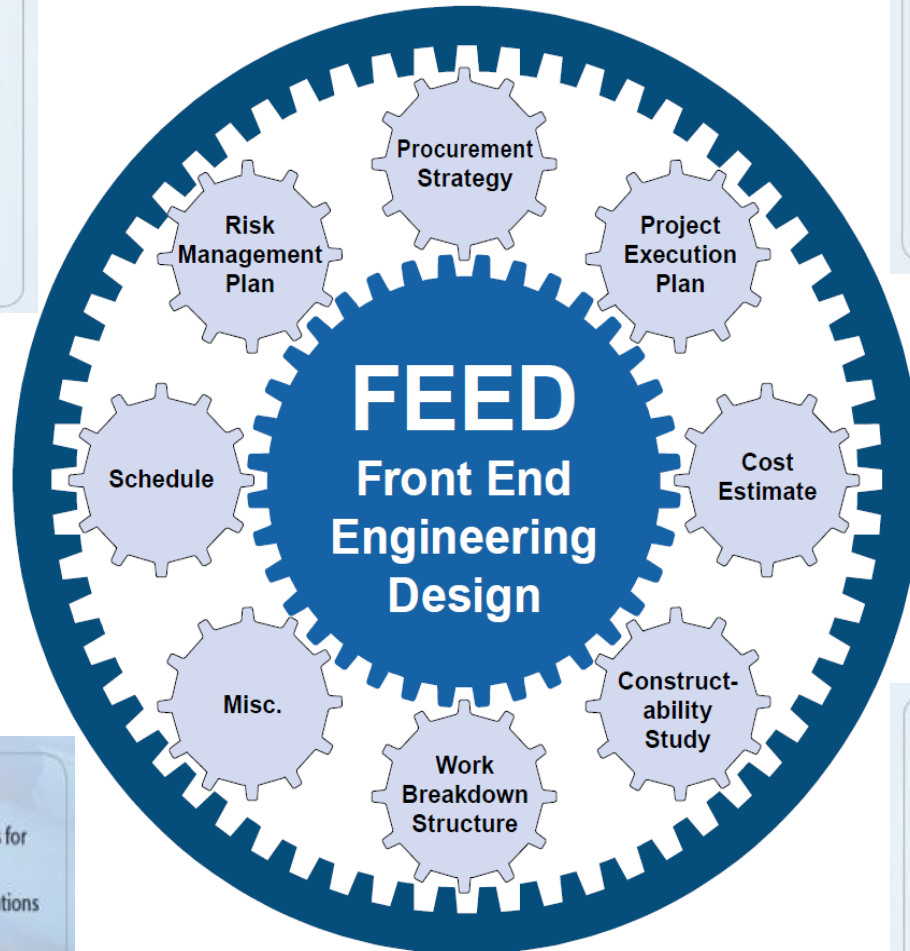 Procurement
Strategy
Risk
Management
Plan
Project
Execution
Plan
FEED
Front End
Engineering
Design
Schedule
Cost
Estimate
Misc.
Construct-
ability
Study
Work
Breakdown
Structure
for